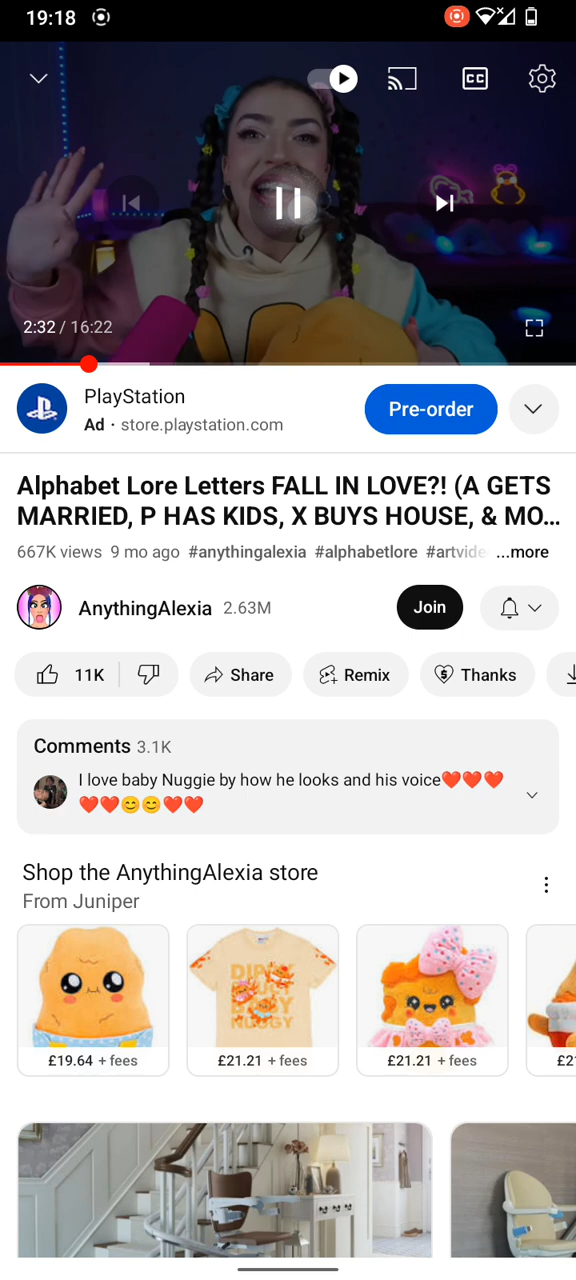 19:18
CC
2:32 / 16:22
PlayStation
Ad · store.playstation.com
Pre-order
Alphabet Lore Letters FALL IN LOVE?! (A GETS
MARRIED, P HAS KIDS, X BUYS HOUSE, & MO...
667K views 9 mo ago #anythingalexia #alphabetlore #artvide ...more
AnythingAlexia 2.63M
Join
11K
Share
Remix
Thanks
Comments 3.1K
I love baby Nuggie by how he looks and his voice❤️❤️❤️
❤️❤️😊😊❤️❤️
Shop the AnythingAlexia store
From Juniper
£19.64 + fees
£21.21 + fees
£21.21 + fees
£2